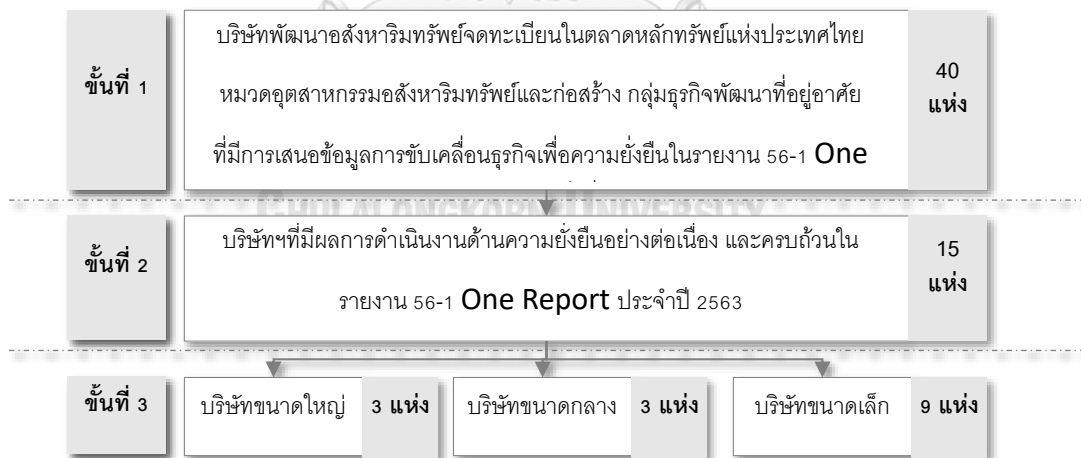 ขั้นที่ 1
บริษัทพัฒนาอสังหาริมทรัพย์จดทะเบียนในตลาดหลักทรัพย์แห่งประเทศไทย
หมวดอุตสาหกรรมอสังหาริมทรัพย์และก่อสร้าง กลุ่มธุรกิจพัฒนาที่อยู่อาศัย
ที่มีการเสนอข้อมูลการขับเคลื่อนธุรกิจเพื่อความยั่งยืนในรายงาน 56-1 One
40
แห่ง
CHULALONGKORN UNIVERSITY
ขั้นที่ 2
บริษัทฯที่มีผลการดำเนินงานด้านความยั่งยืนอย่างต่อเนื่อง และครบถ้วนใน
รายงาน 56-1 One Report ประจำปี 2563
15
แห่ง
ขั้นที่ 3
บริษัทขนาดใหญ่
3 แห่ง
บริษัทขนาดกลาง
3 แห่ง
บริษัทขนาดเล็ก
9 แห่ง